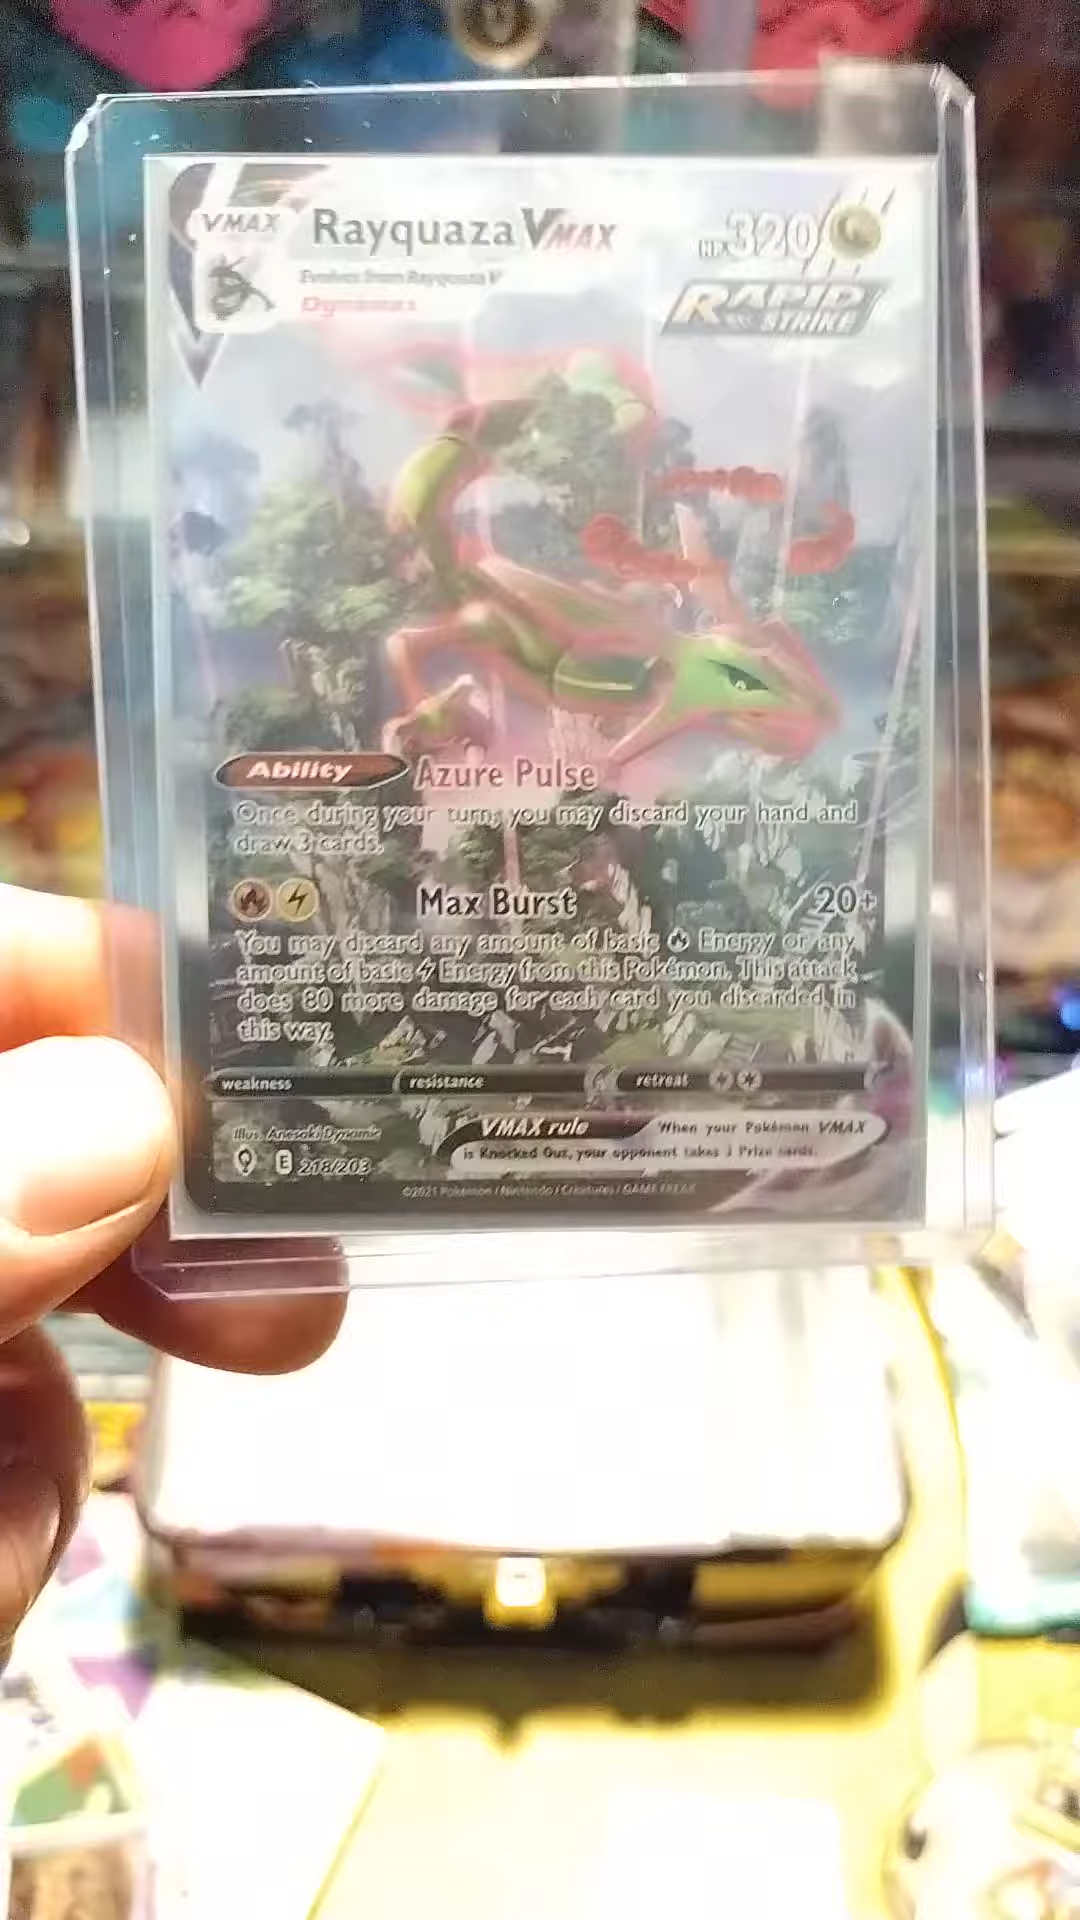 VMAX
Rayquaza VMAX
HP 320
Evolves from Rayquaza V
Dynamax
RAPID
STRIKE
Ability Azure Pulse
Once during your turn, you may discard your hand and
draw 3 cards.
Max Burst 20+
You may discard any amount of basic Energy or any
amount of basic Energy from this Pokémon. This attack
does 80 more damage for each card you discarded in
this way.
weakness resistance retreat
Illus. Anesaki Dynamic
VMAX rule When your Pokémon VMAX
is Knocked Out, your opponent takes 3 Prize cards.
E 218/203
©2021 Pokémon / Nintendo / Creatures / GAME FREAK